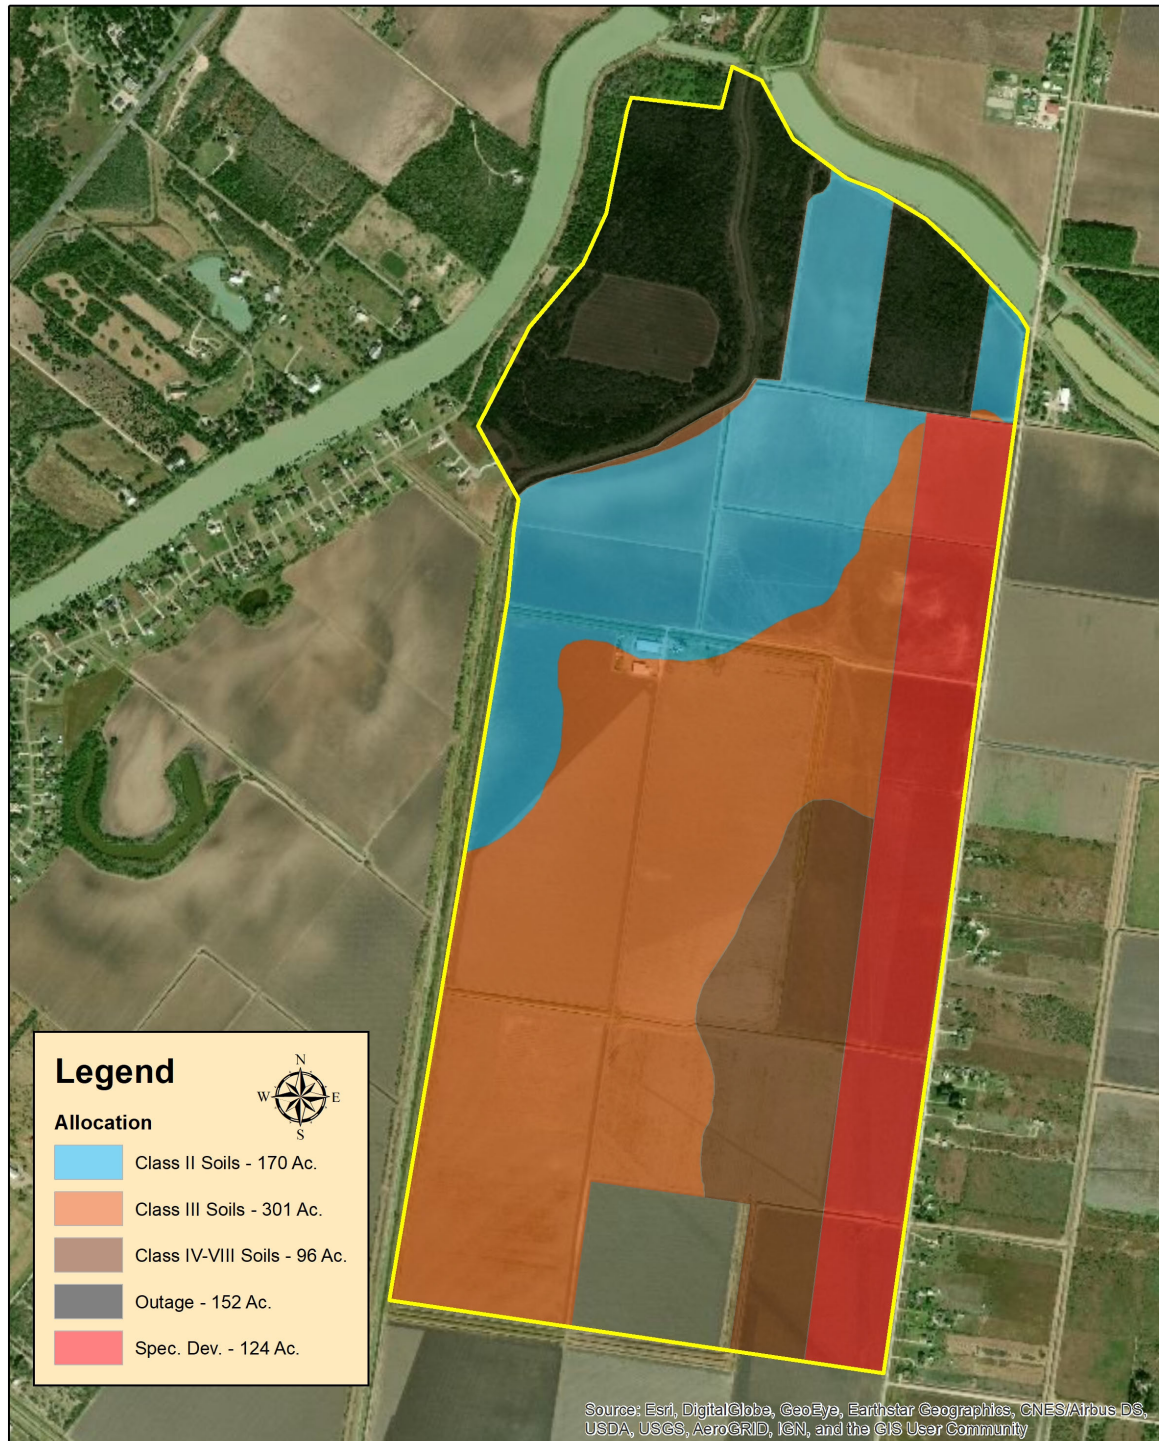 Legend
N
W E
S
Allocation
Class II Soils - 170 Ac.
Class III Soils - 301 Ac.
Class IV-VIII Soils - 96 Ac.
Outage - 152 Ac.
Spec. Dev. - 124 Ac.
Source: Esri, DigitalGlobe, GeoEye, Earthstar Geographics, CNES/Airbus DS,
USDA, USGS, AeroGRID, IGN, and the GIS User Community